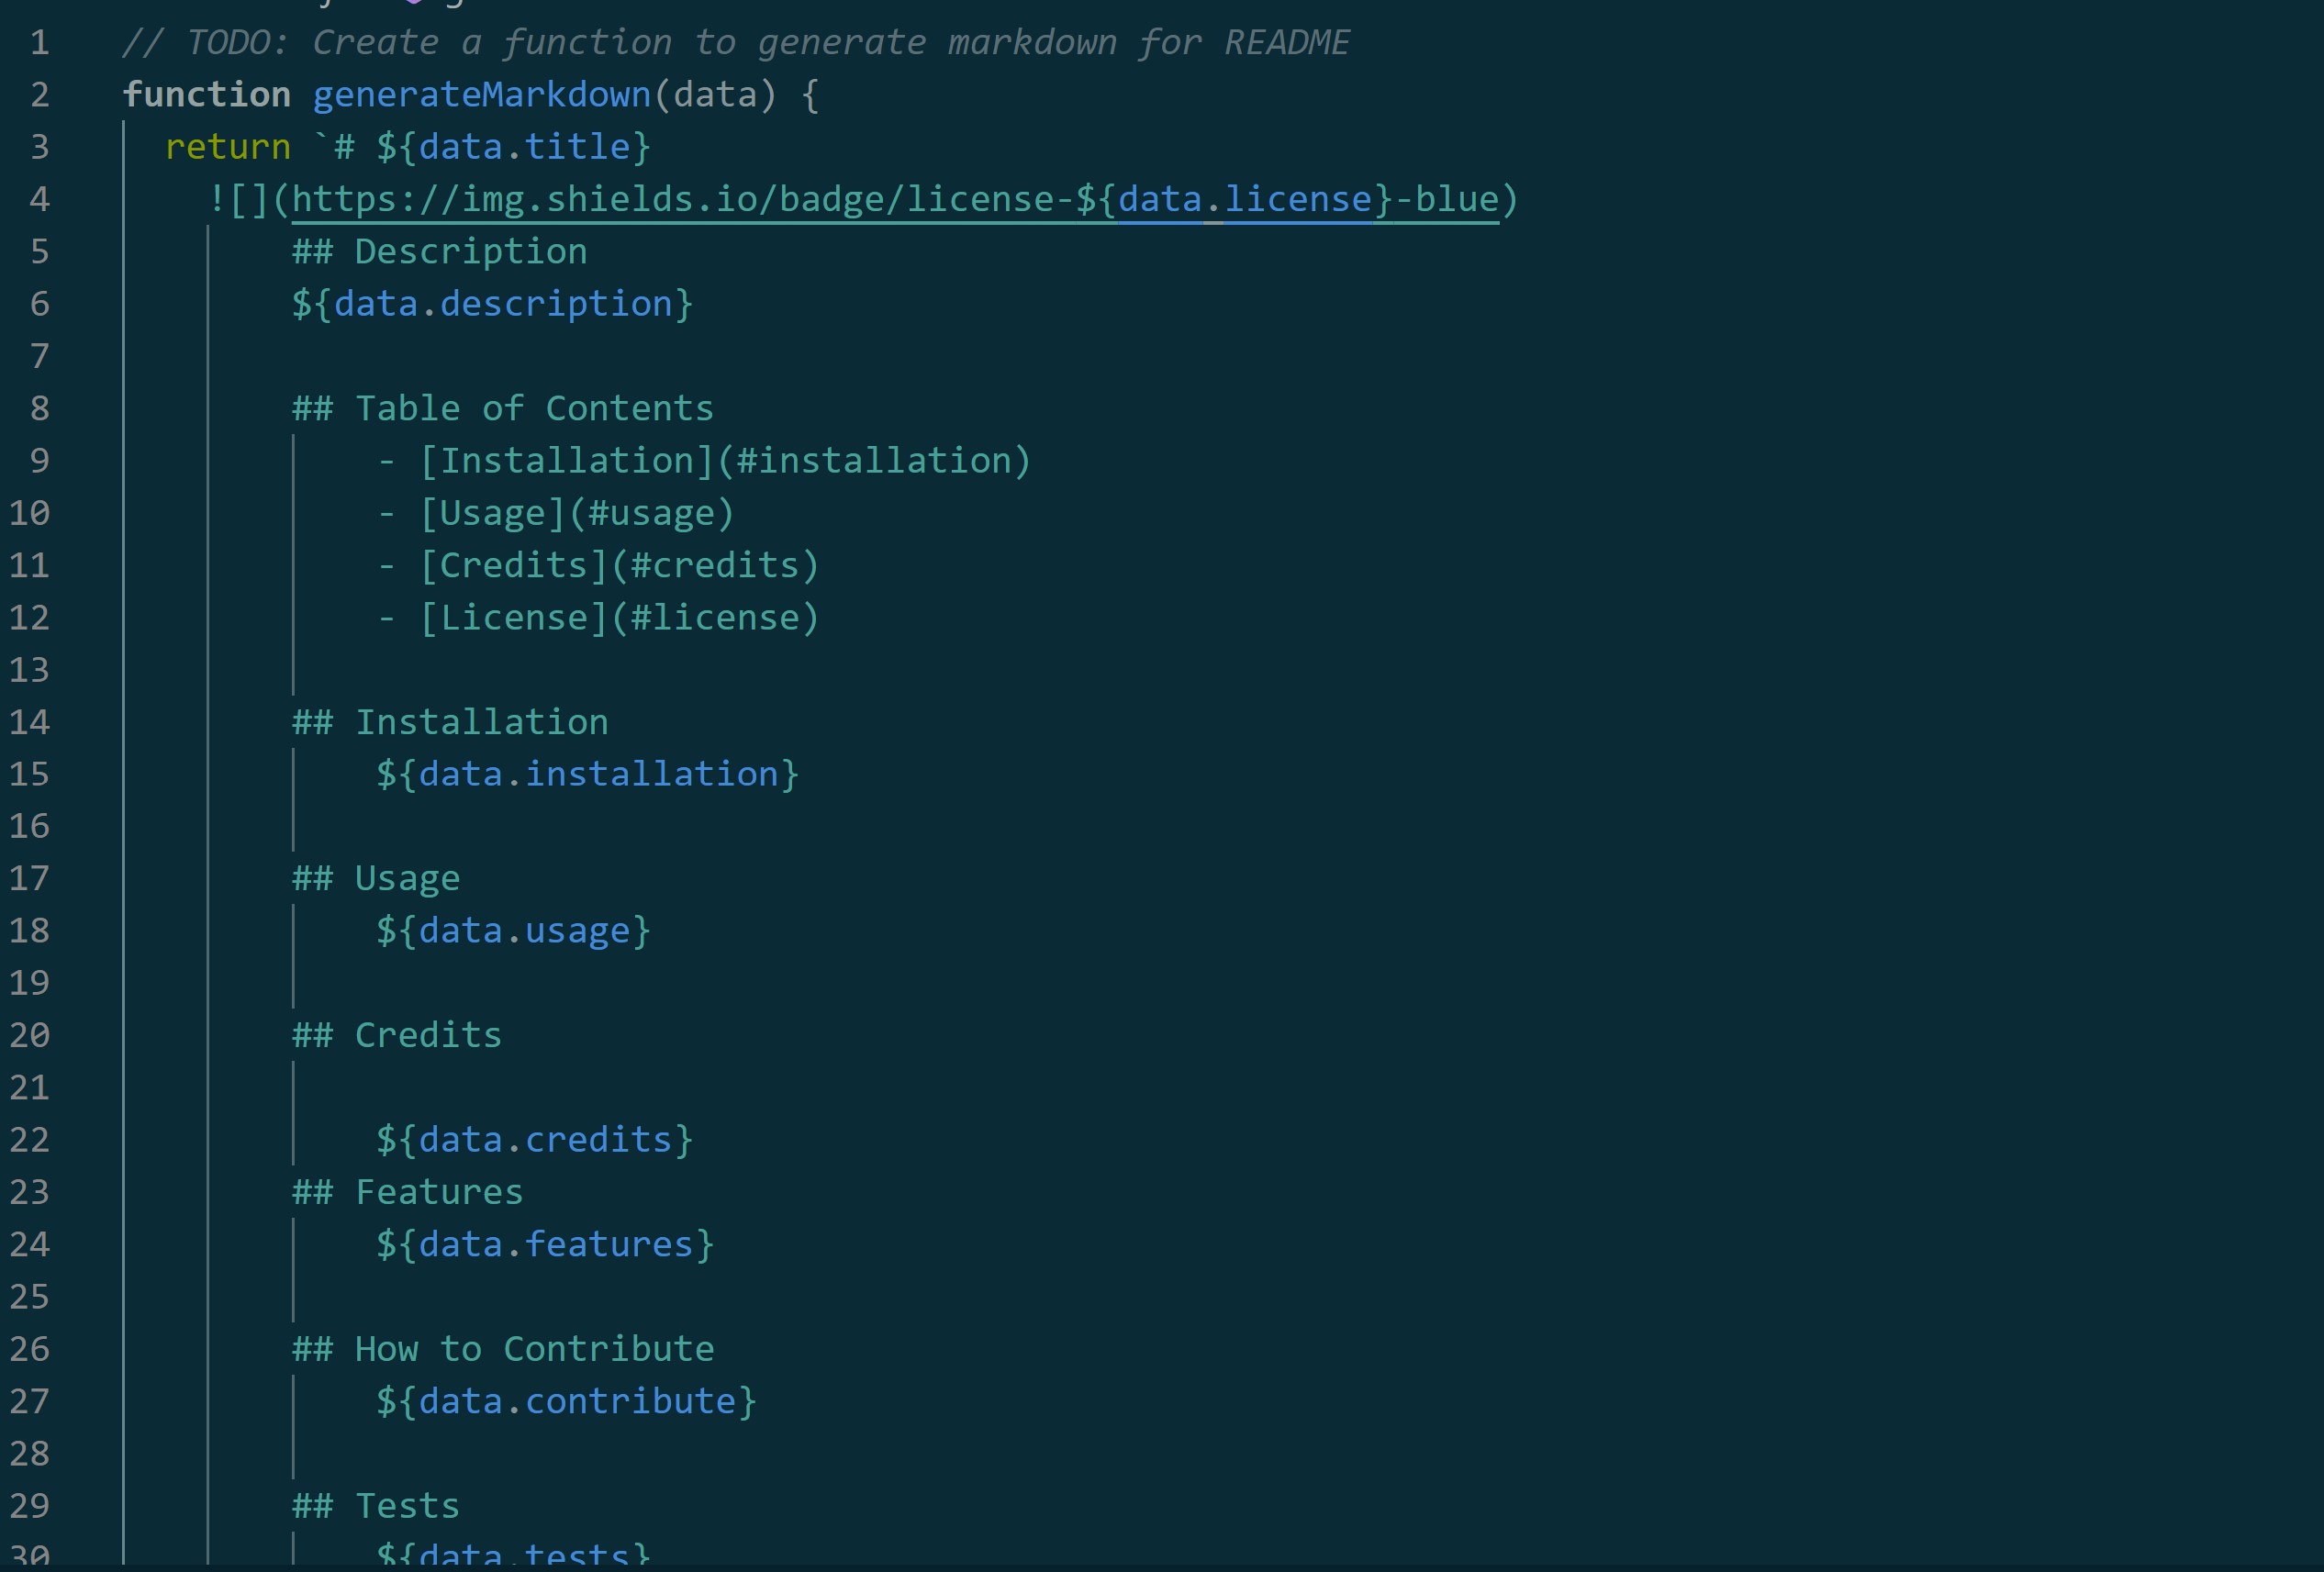 1 // TODO: Create a function to generate markdown for README
2 function generateMarkdown(data) {
3 return `# ${data.title}
4 ![](https://img.shields.io/badge/license-${data.license}-blue)
5 ## Description
6 ${data.description}
7
8 ## Table of Contents
9 - [Installation](#installation)
10 - [Usage](#usage)
11 - [Credits](#credits)
12 - [License](#license)
13
14 ## Installation
15 ${data.installation}
16
17 ## Usage
18 ${data.usage}
19
20 ## Credits
21
22 ${data.credits}
23 ## Features
24 ${data.features}
25
26 ## How to Contribute
27 ${data.contribute}
28
29 ## Tests
30 ${data.tests}